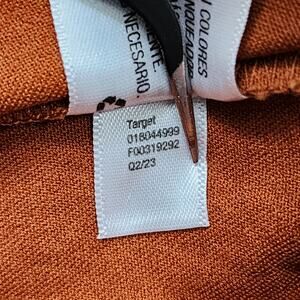 COLORES
NECESARIO.
Target
018044999
F00319292
Q2/23